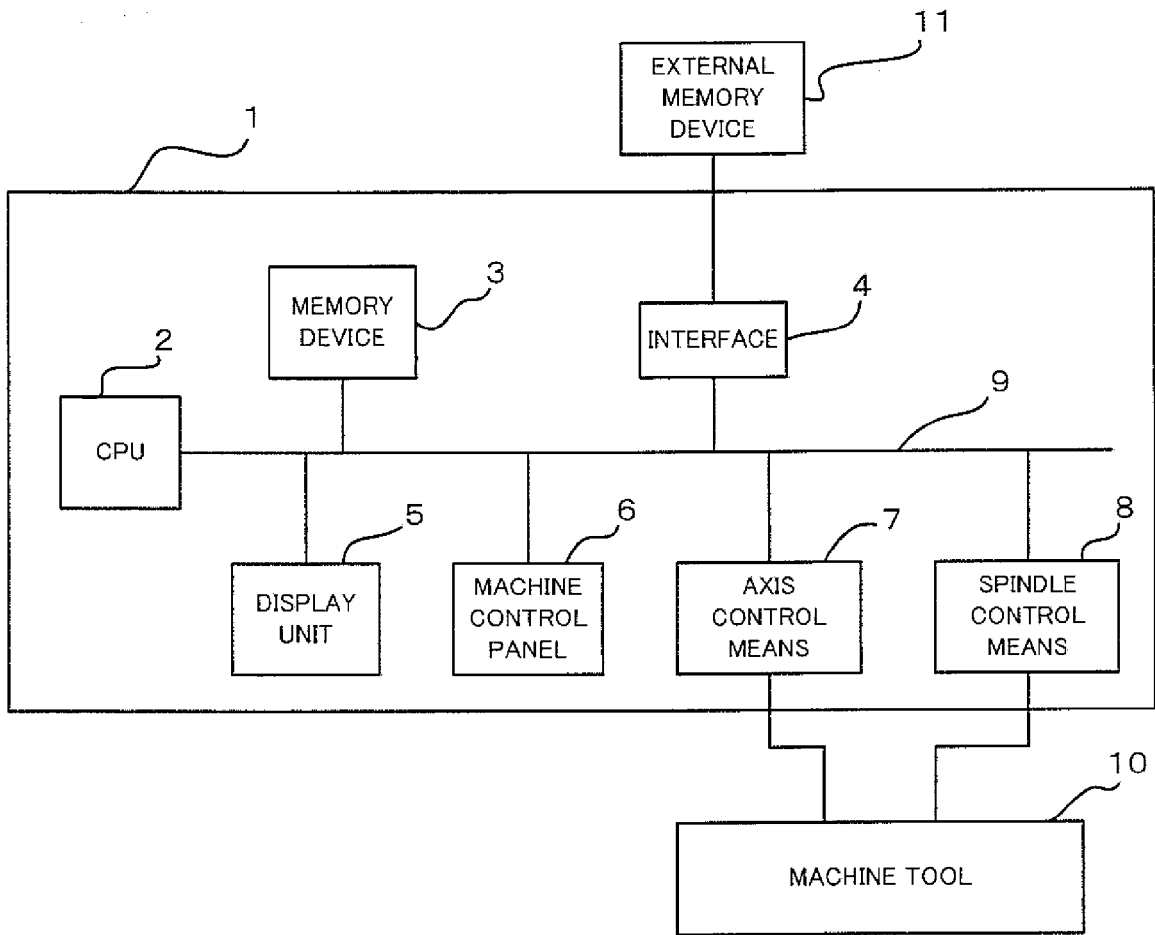 11
EXTERNAL
MEMORY
DEVICE
1
3
MEMORY
DEVICE
4
INTERFACE
2
CPU
9
5
DISPLAY
UNIT
6
MACHINE
CONTROL
PANEL
7
AXIS
CONTROL
MEANS
8
SPINDLE
CONTROL
MEANS
10
MACHINE TOOL